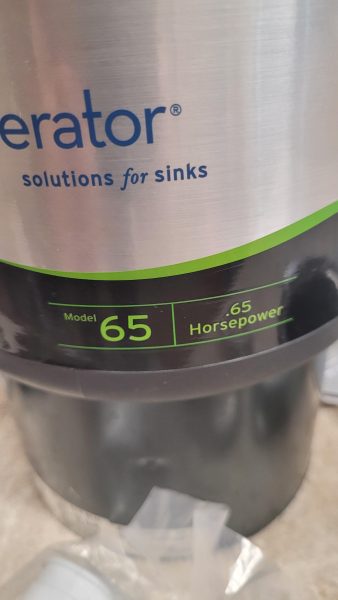 erator®
solutions for sinks
Model 65
.65
Horsepower